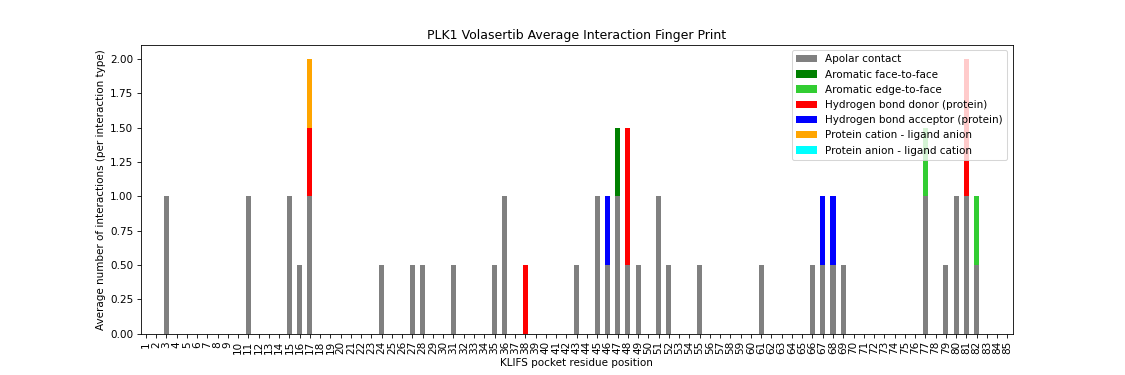 PLK1 Volasertib Average Interaction Finger Print
Average number of interactions (per interaction type)
2.00
1.75
1.50
1.25
1.00
0.75
0.50
0.25
0.00
Apolar contact
Aromatic face-to-face
Aromatic edge-to-face
Hydrogen bond donor (protein)
Hydrogen bond acceptor (protein)
Protein cation - ligand anion
Protein anion - ligand cation
1 2 3 4 5 6 7 8 9 10 11 12 13 14 15 16 17 18 19 20 21 22 23 24 25 26 27 28 29 30 31 32 33 34 35 36 37 38 39 40 41 42 43 44 45 46 47 48 49 50 51 52 53 54 55 56 57 58 59 60 61 62 63 64 65 66 67 68 69 70 71 72 73 74 75 76 77 78 79 80 81 82 83 84 85
KLIFS pocket residue position